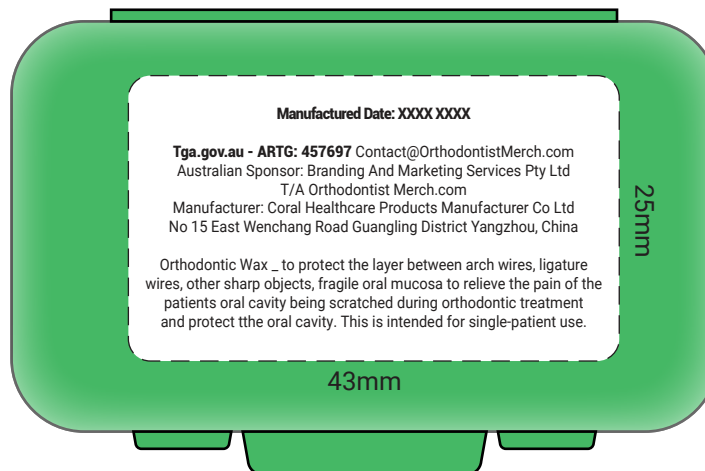 Manufactured Date: XXXX XXXX
Tga.gov.au - ARTG: 457697 Contact@OrthodontistMerch.com
Australian Sponsor: Branding And Marketing Services Pty Ltd
T/A Orthodontist Merch.com
Manufacturer: Coral Healthcare Products Manufacturer Co Ltd
No 15 East Wenchang Road Guangling District Yangzhou, China
Orthodontic Wax _ to protect the layer between arch wires, ligature
wires, other sharp objects, fragile oral mucosa to relieve the pain of the
patients oral cavity being scratched during orthodontic treatment
and protect tthe oral cavity. This is intended for single-patient use.
25mm
43mm